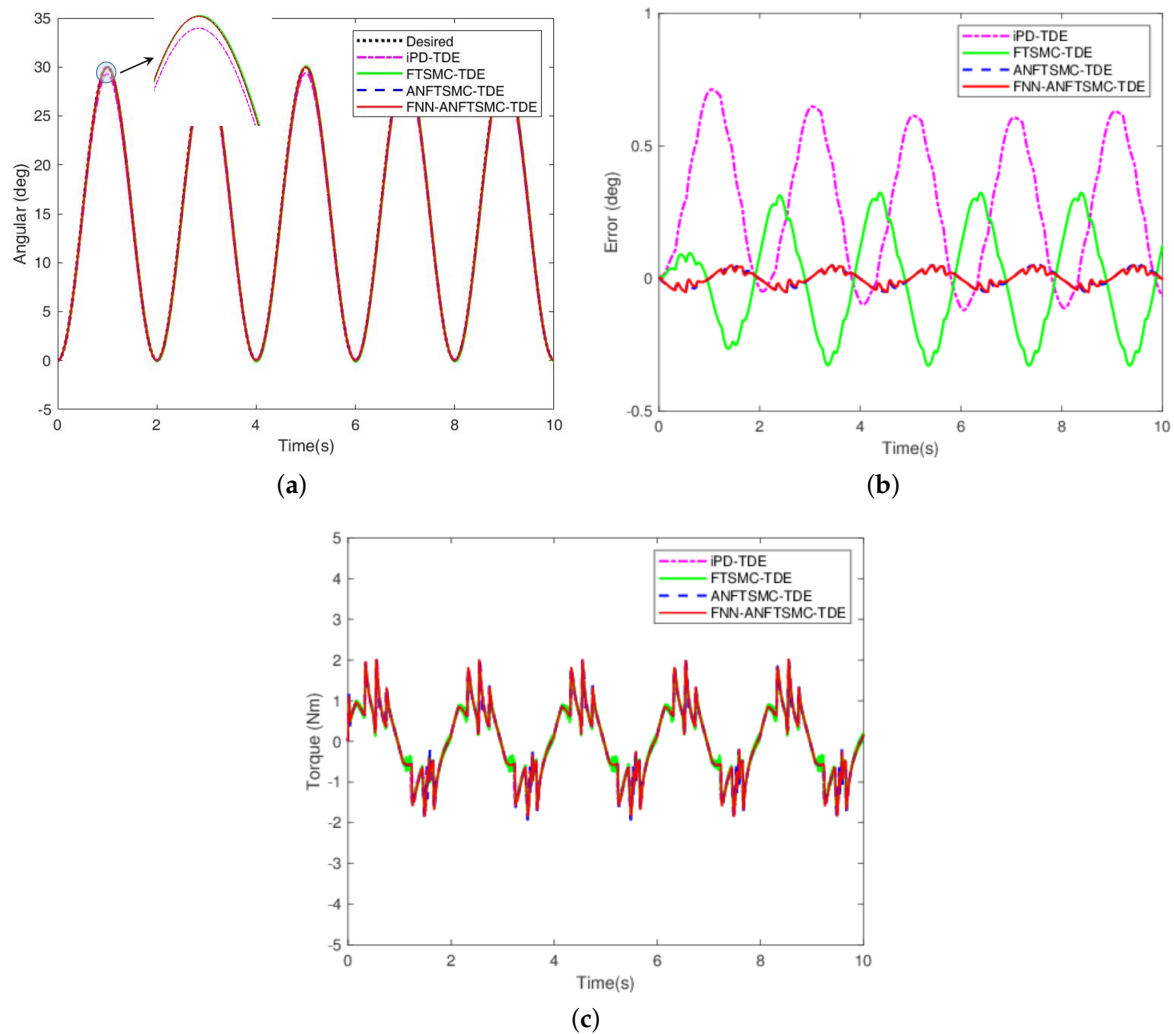 35
30
25
20
15
10
5
0
-5
Angular (deg)
Desired
iPD-TDE
FTSMC-TDE
ANFTSMC-TDE
FNN-ANFTSMC-TDE
0 2 4 6 8 10
Time(s)
(a)
1
0.5
0
-0.5
Error (deg)
iPD-TDE
FTSMC-TDE
ANFTSMC-TDE
FNN-ANFTSMC-TDE
0 2 4 6 8 10
Time(s)
(b)
5
4
3
2
1
0
-1
-2
-3
-4
-5
Torque (Nm)
iPD-TDE
FTSMC-TDE
ANFTSMC-TDE
FNN-ANFTSMC-TDE
0 2 4 6 8 10
Time(s)
(c)